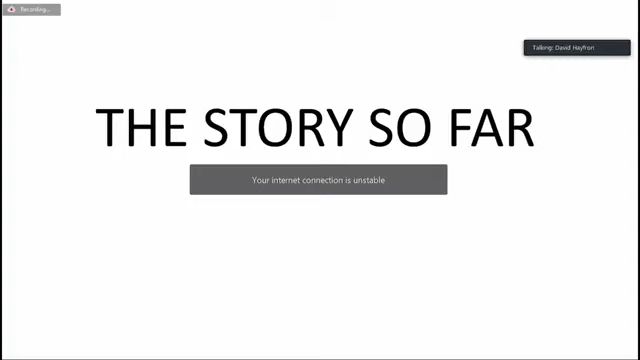 Recording...
Talking: David Hayfron
THE STORY SO FAR
Your internet connection is unstable